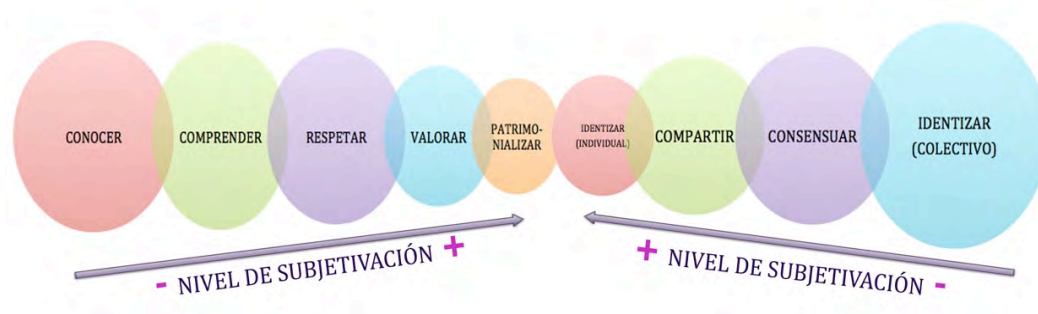 CONOCER
COMPRENDER
RESPETAR
VALORAR
PATRIMO-
NIALIZAR
IDENTIZAR
(INDIVIDUAL)
COMPARTIR
CONSENSUAR
IDENTIZAR
(COLECTIVO)
- NIVEL DE SUBJETIVACIÓN +
+ NIVEL DE SUBJETIVACIÓN -